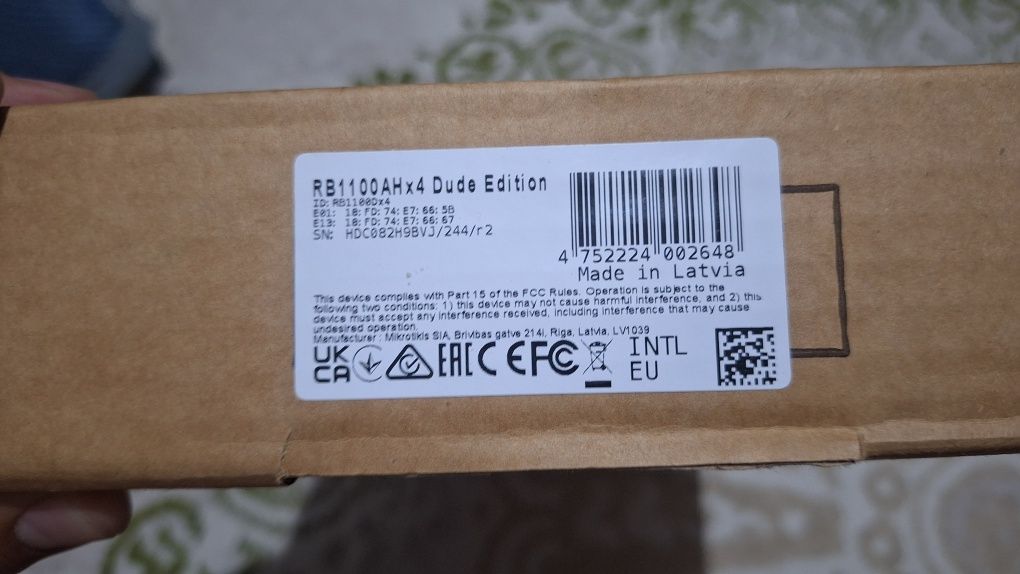 RB1100AHx4 Dude Edition
ID: RB1100Dx4
E01: 18:FD:74:E7:66:5B
E13: 18:FD:74:E7:66:67
SN: HDC082H9BVJ/244/r2
4 752224 002648
Made in Latvia
This device complies with Part 15 of the FCC Rules. Operation is subject to the
following two conditions: 1) this device may not cause harmful interference, and 2) this
device must accept any interference received, including interference that may cause
undesired operation.
Manufacturer: Mikrotikls SIA, Brivibas gatve 214i, Riga, Latvia, LV1039
UK CA EAC CE FC INTL
EU